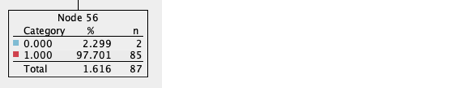 Node 56
Category % n
0.000 2.299 2
1.000 97.701 85
Total 1.616 87